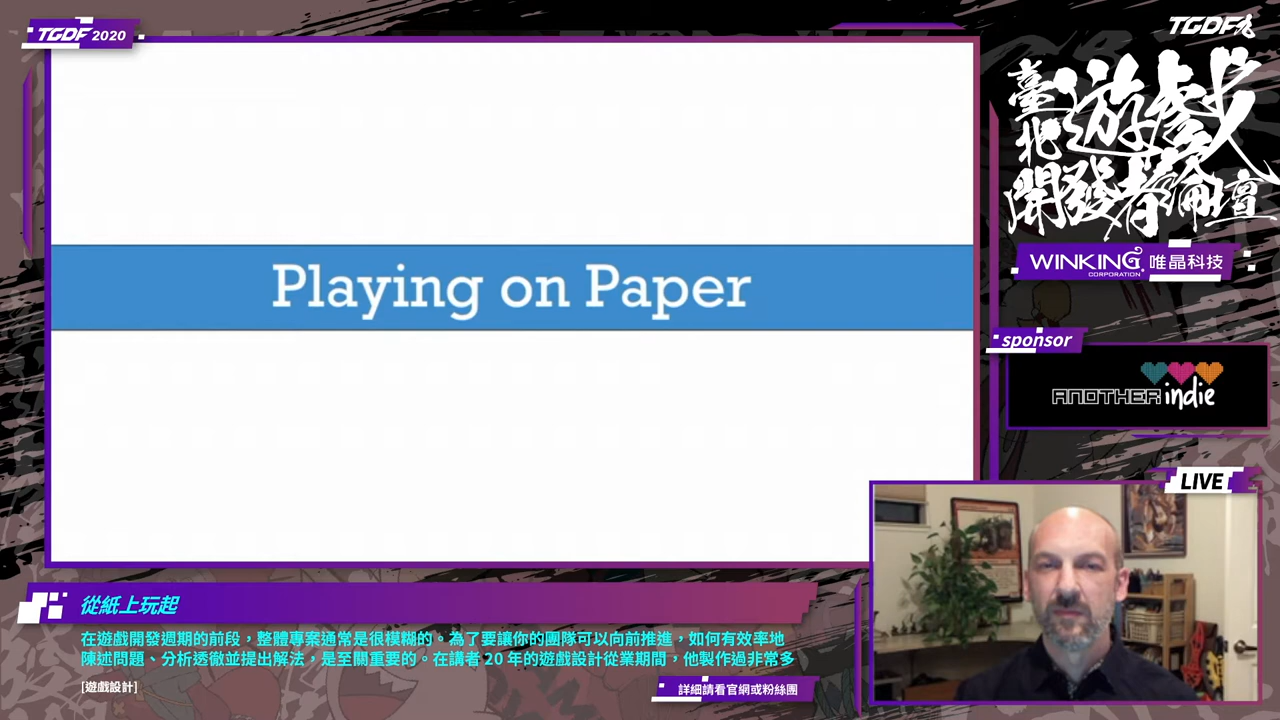 TGDF 2020
TGDF
臺北遊戲
開發者論壇
WINKING 唯晶科技
CORPORATION
Playing on Paper
sponsor
ANOTHER indie
LIVE
從紙上玩起
在遊戲開發週期的前段，整體專案通常是很模糊的。為了要讓你的團隊可以向前推進，如何有效率地
陳述問題、分析透徹並提出解法，是至關重要的。在講者 20 年的遊戲設計從業期間，他製作過非常多
[遊戲設計]
詳細請看官網或粉絲團